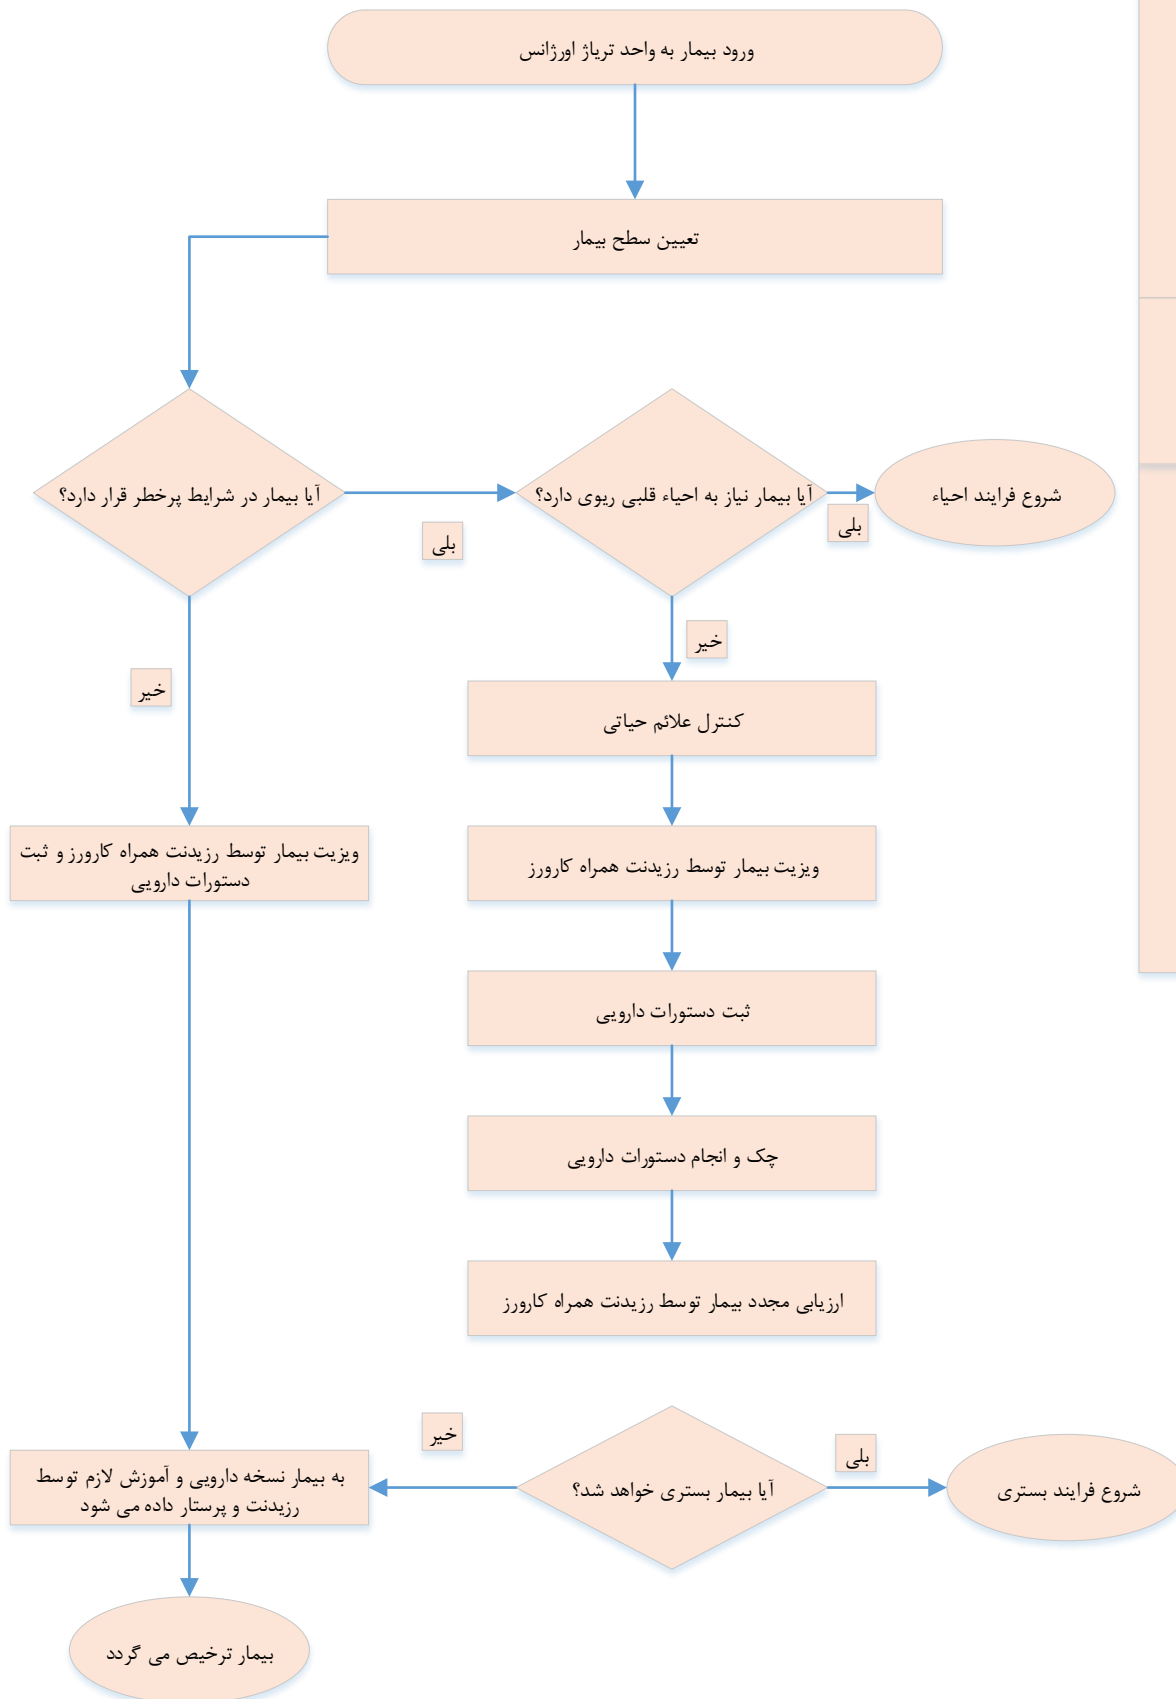 ورود بیمار به واحد تریاژ اورژانس
تعیین سطح بیمار
آیا بیمار در شرایط پرخطر قرار دارد؟
بلی
آیا بیمار نیاز به احیاء قلبی ریوی دارد؟
بلی
شروع فرایند احیاء
خیر
خیر
کنترل علائم حیاتی
ویزیت بیمار توسط رزیدنت همراه کارورز و ثبت
دستورات دارویی
ویزیت بیمار توسط رزیدنت همراه کارورز
ثبت دستورات دارویی
چک و انجام دستورات دارویی
ارزیابی مجدد بیمار توسط رزیدنت همراه کارورز
آیا بیمار بستری خواهد شد؟
بلی
شروع فرایند بستری
خیر
به بیمار نسخه دارویی و آموزش لازم توسط
رزیدنت و پرستار داده می شود
بیمار ترخیص می گردد